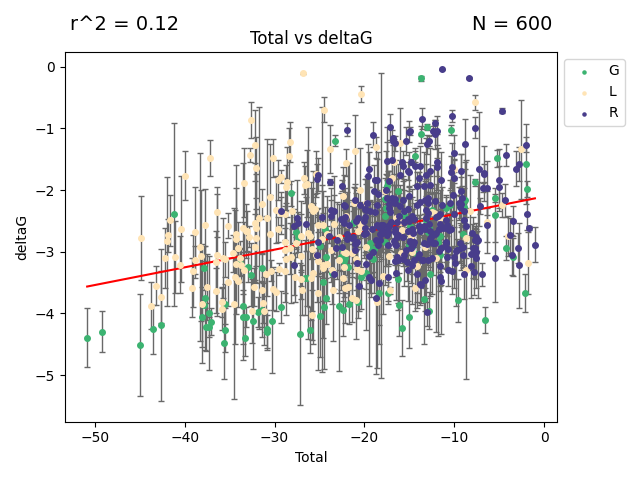 r^2 = 0.12 N = 600
Total vs deltaG
G
L
R
deltaG
0
−1
−2
−3
−4
−5
−50 −40 −30 −20 −10 0
Total